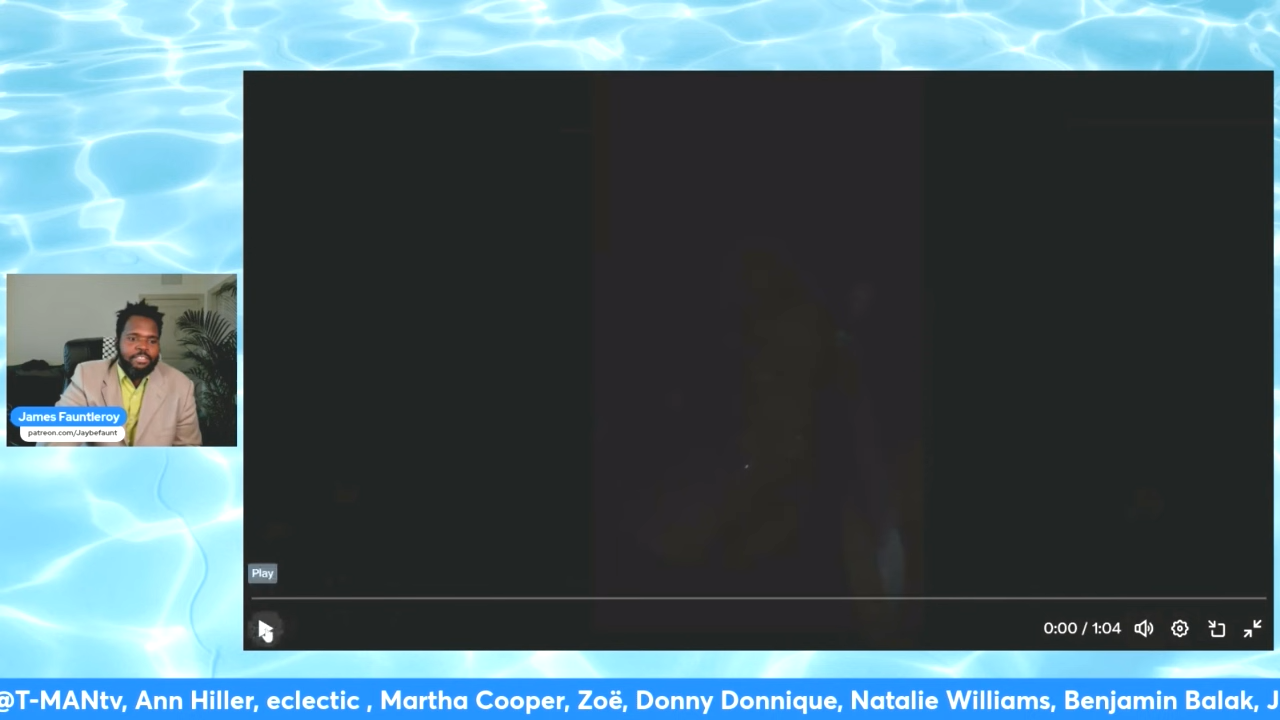 James Fauntleroy
patreon.com/Jaybefaunt
Play
0:00 / 1:04
@T-MANtv, Ann Hiller, eclectic , Martha Cooper, Zoë, Donny Donnique, Natalie Williams, Benjamin Balak, J